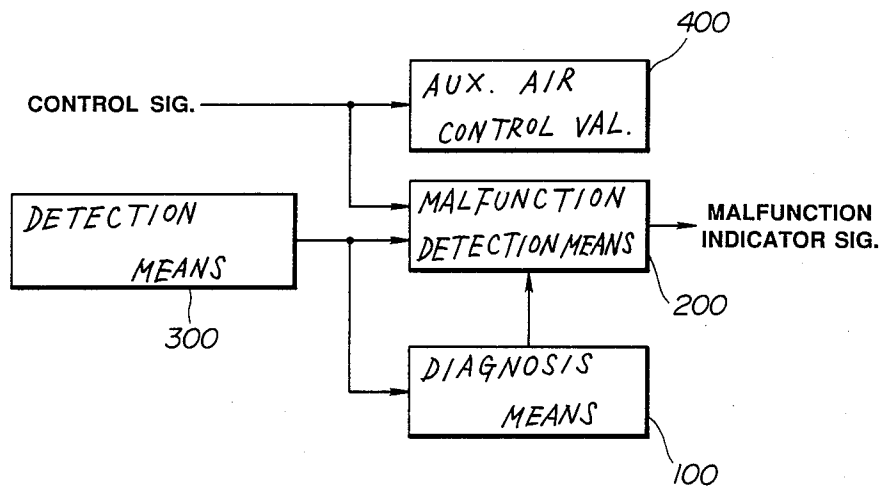 400
AUX. AIR
CONTROL VAL.
CONTROL SIG.
MALFUNCTION
DETECTION MEANS
DETECTION
MEANS
MALFUNCTION
INDICATOR SIG.
200
300
DIAGNOSIS
MEANS
100